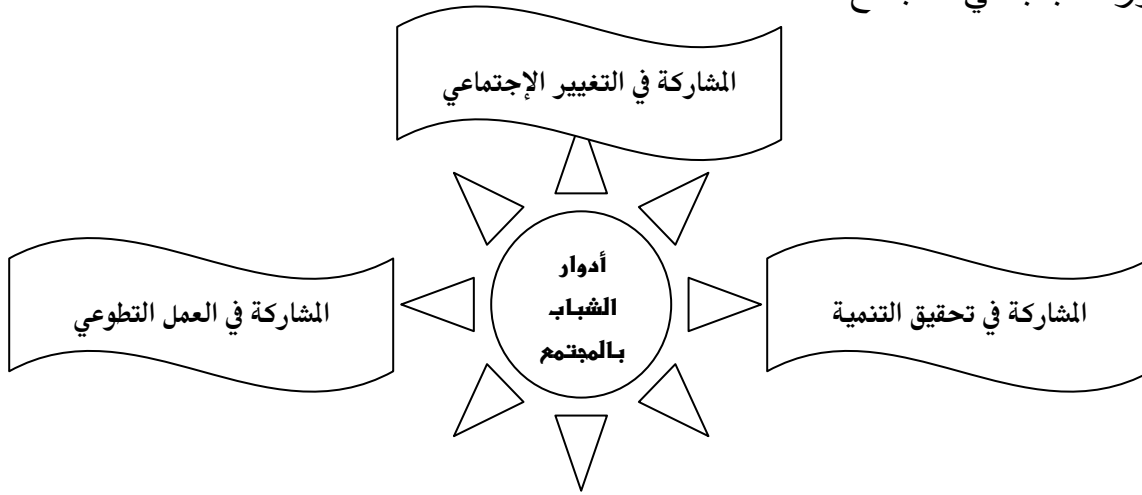 المشاركة في التغيير الإجتماعي
المشاركة في تحقيق التنمية
أدوار
الشباب
بالمجتمع
المشاركة في العمل التطوعي